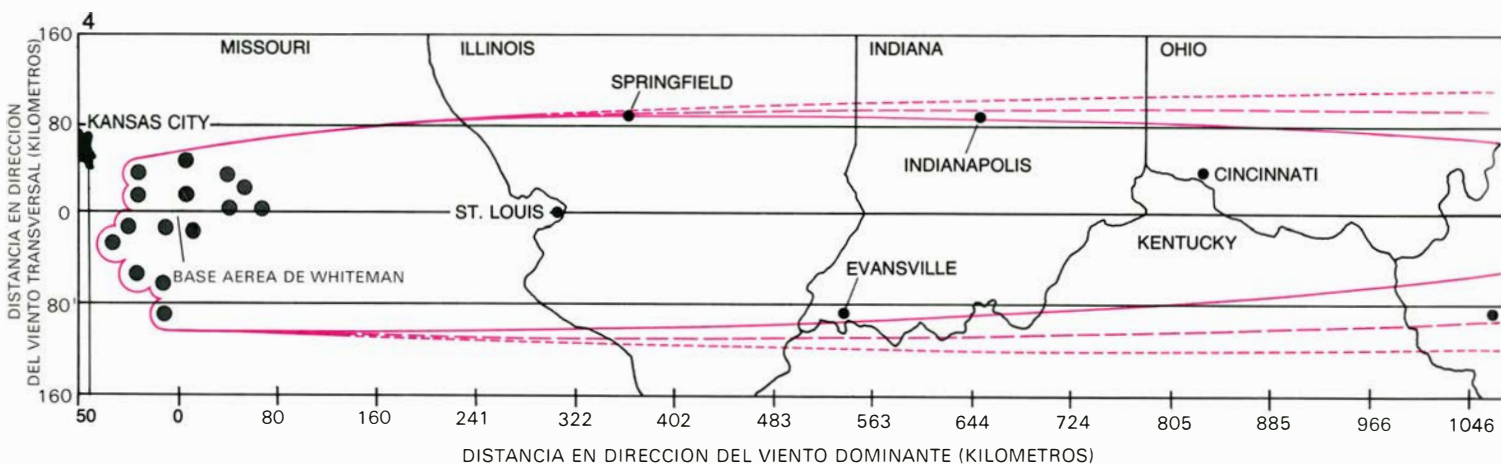 4
160
80
0
80
160
DISTANCIA EN DIRECCION
DEL VIENTO TRANSVERSAL (KILOMETROS)
MISSOURI
ILLINOIS
INDIANA
OHIO
SPRINGFIELD
KANSAS CITY
INDIANAPOLIS
CINCINNATI
ST. LOUIS
KENTUCKY
BASE AEREA DE WHITEMAN
EVANSVILLE
50 0 80 160 241 322 402 483 563 644 724 805 885 966 1046
DISTANCIA EN DIRECCION DEL VIENTO DOMINANTE (KILOMETROS)